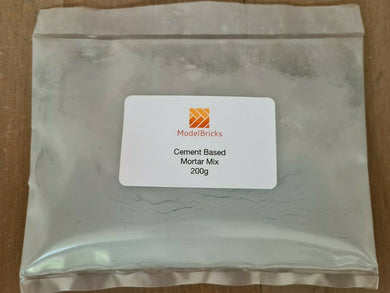 ModelBricks
Cement Based
Mortar Mix
200g